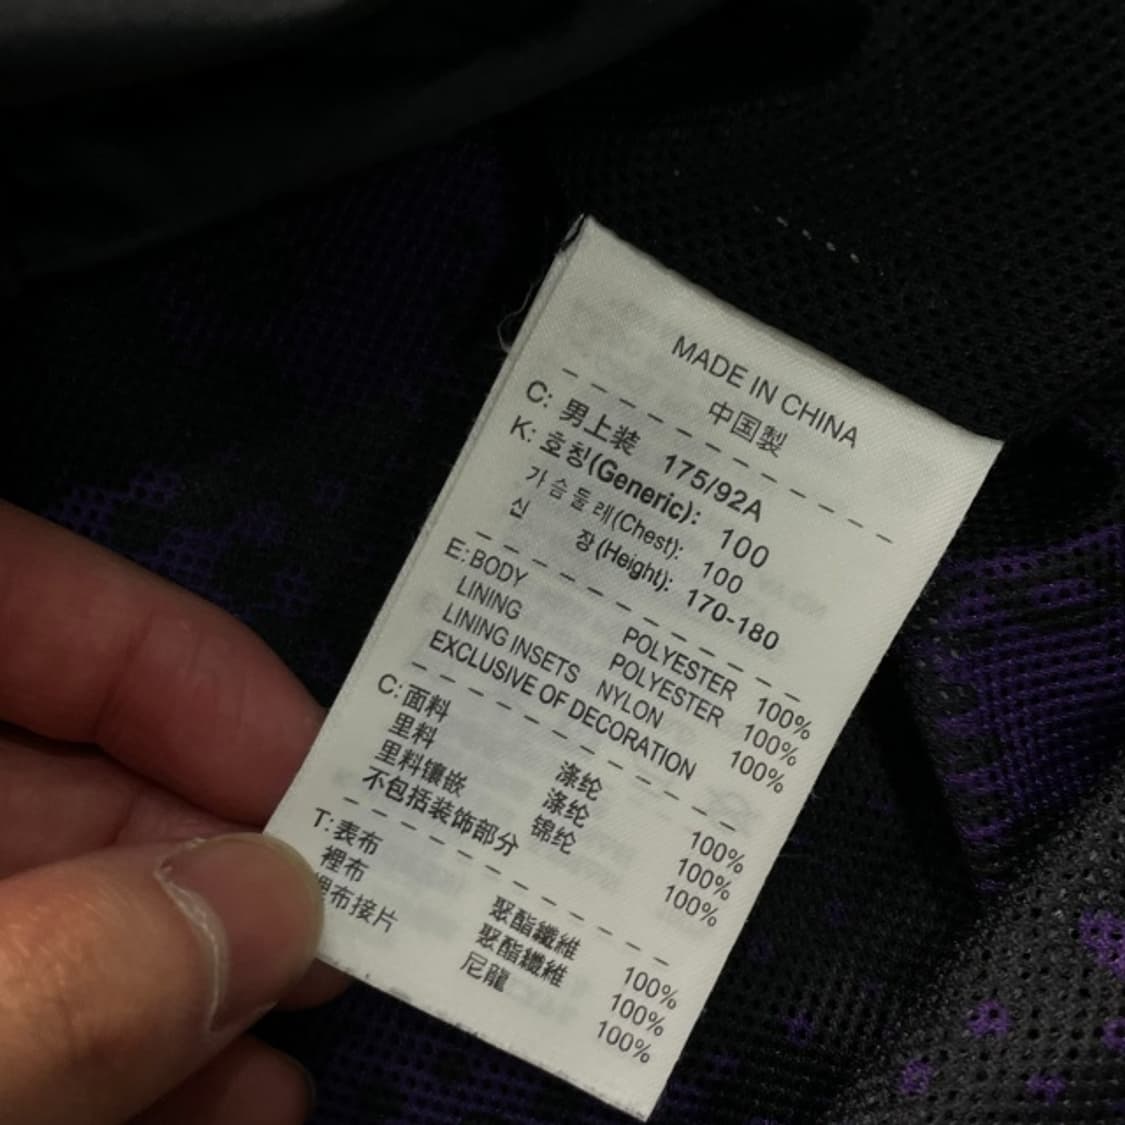 MADE IN CHINA
中国製
C: 男上装 175/92A
K: 호칭(Generic): 100
가슴둘레(Chest): 100
신 장(Height): 170-180
E: BODY POLYESTER 100%
LINING POLYESTER 100%
LINING INSETS NYLON 100%
EXCLUSIVE OF DECORATION
C: 面料 涤纶 100%
里料 涤纶 100%
里料镶嵌 锦纶 100%
不包括装饰部分
T: 表布 聚酯纖維 100%
裡布 聚酯纖維 100%
裡布接片 尼龍 100%